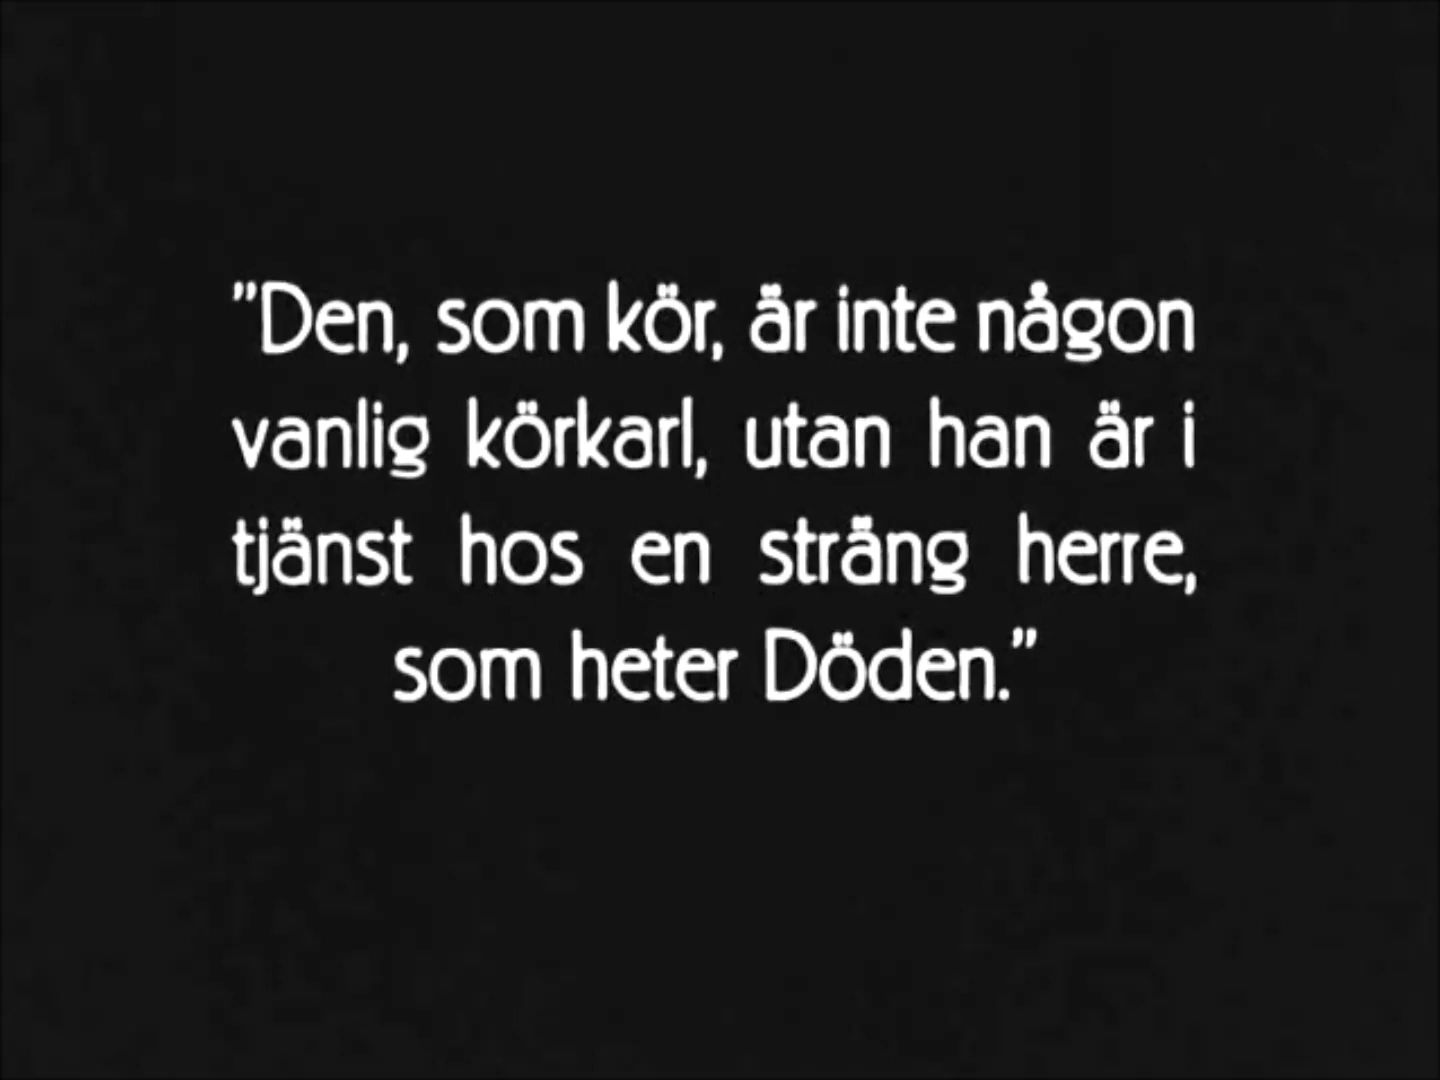 "Den, som kör, är inte någon
vanlig körkarl, utan han är i
tjänst hos en sträng herre,
som heter Döden."